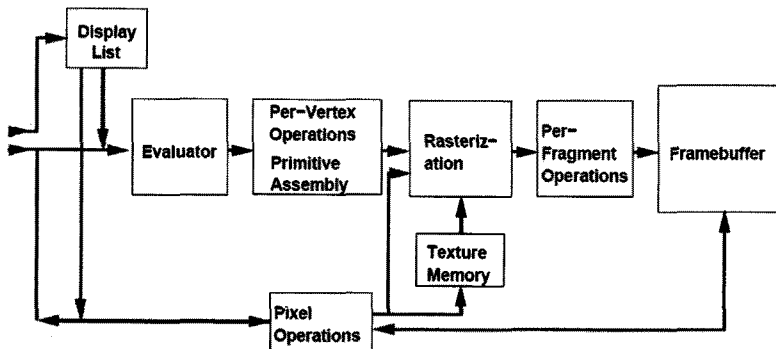 Display
List
Evaluator
Per-Vertex
Operations
Primitive
Assembly
Rasteriz-
ation
Per-
Fragment
Operations
Framebuffer
Texture
Memory
Pixel
Operations